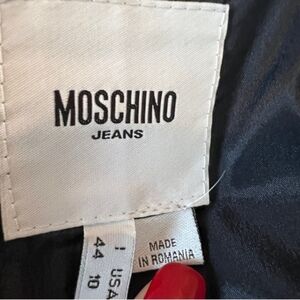 MOSCHINO
JEANS
MADE
IN ROMANIA
I USA
44 10